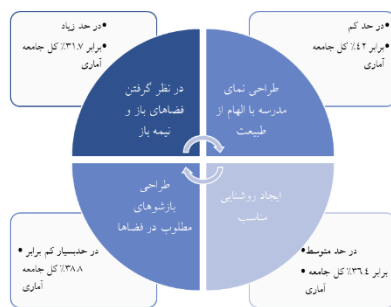 • در حد زیاد
• برابر ۳۱.۷٪ کل جامعه
آماری
• در حد کم
• برابر ۴۲٪ کل جامعه
آماری
در نظر گرفتن
فضاهای باز و
نیمه باز
طراحی نمای
مدرسه با الهام از
طبیعت
طراحی
بازشوهای
مطلوب در فضاها
ایجاد روشنایی
مناسب
• در حدبسیار کم برابر
۳۸.۸٪ کل جامعه
آماری
• در حد متوسط
• برابر ۳۶.۴٪ کل جامعه
آماری